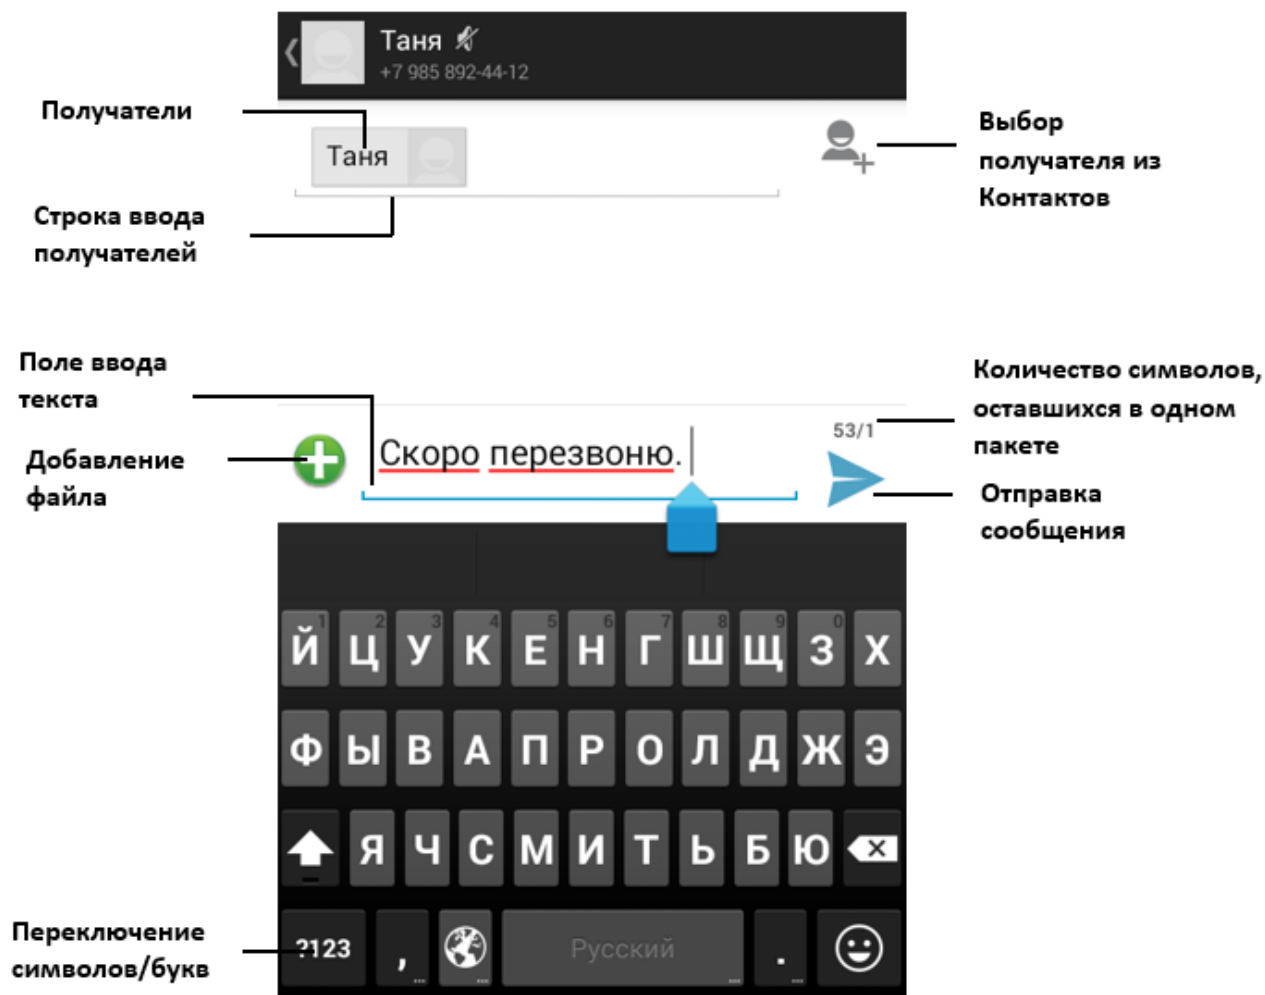 Таня
+7 985 892-44-12
Получатели
Таня
Выбор
получателя из
Контактов
Строка ввода
получателей
Поле ввода
текста
Количество символов,
оставшихся в одном
пакете
53/1
Скоро перезвоню.
Добавление
файла
Отправка
сообщения
1 2 3 4 5 6 7 8 9 0
Й Ц У К Е Н Г Ш Щ З Х
Ф Ы В А П Р О Л Д Ж Э
Я Ч С М И Т Ь Б Ю
Переключение
символов/букв
?123 , Русский .